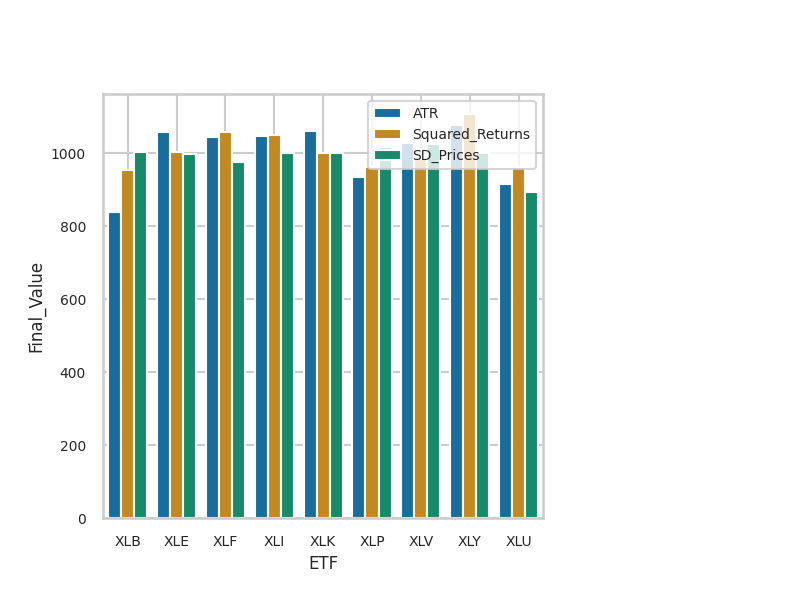 ATR
Squared_Returns
SD_Prices
1000
800
600
400
200
0
Final_Value
XLB XLE XLF XLI XLK XLP XLV XLY XLU
ETF